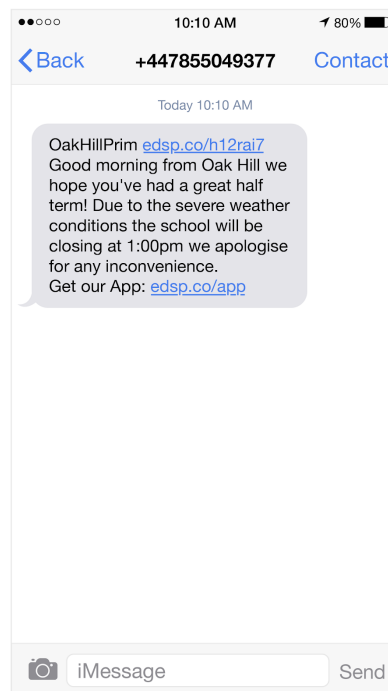 10:10 AM
80%
Back
+447855049377
Contact
Today 10:10 AM
OakHillPrim edsp.co/h12rai7
Good morning from Oak Hill we
hope you've had a great half
term! Due to the severe weather
conditions the school will be
closing at 1:00pm we apologise
for any inconvenience.
Get our App: edsp.co/app
iMessage
Send